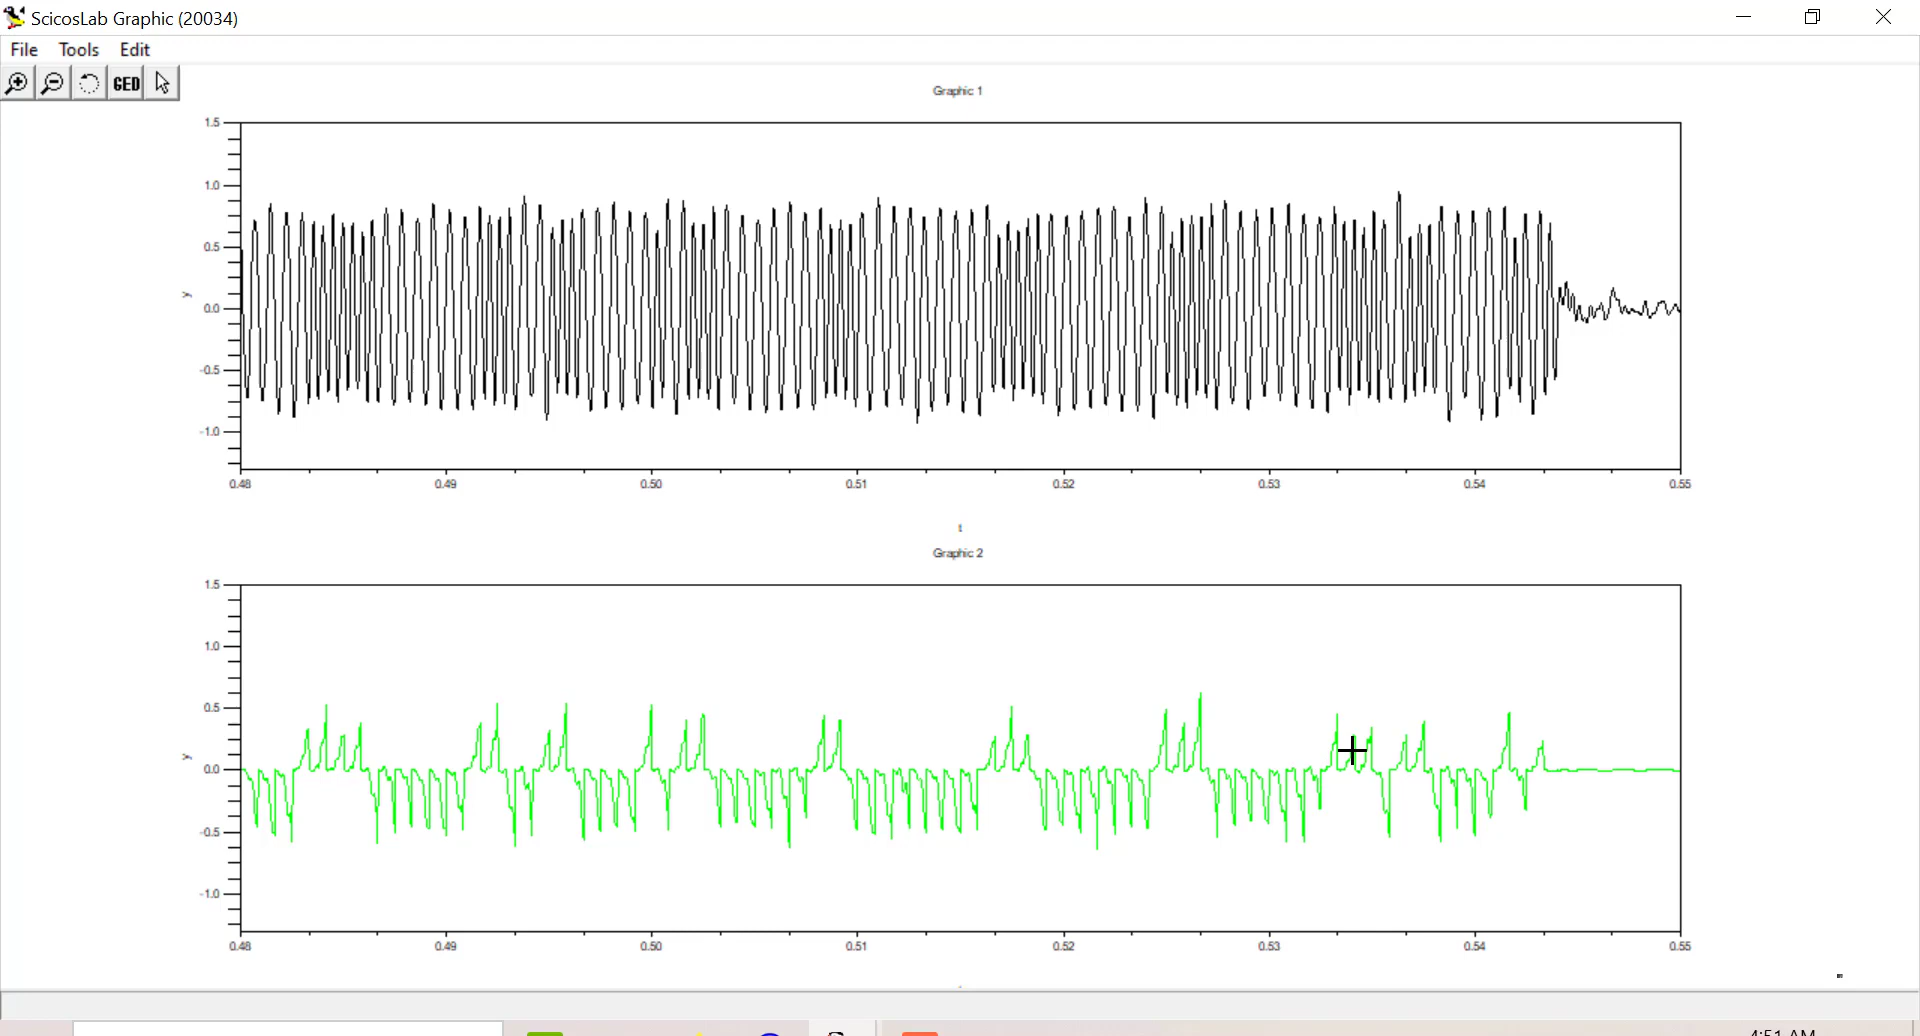 ScicosLab Graphic (20034)
File Tools Edit
GED
Graphic 1
1.5
1.0
0.5
0.0
-0.5
-1.0
y
0.48 0.49 0.50 0.51 0.52 0.53 0.54 0.55
t
Graphic 2
1.5
1.0
0.5
0.0
-0.5
-1.0
y
0.48 0.49 0.50 0.51 0.52 0.53 0.54 0.55
4:51 AM